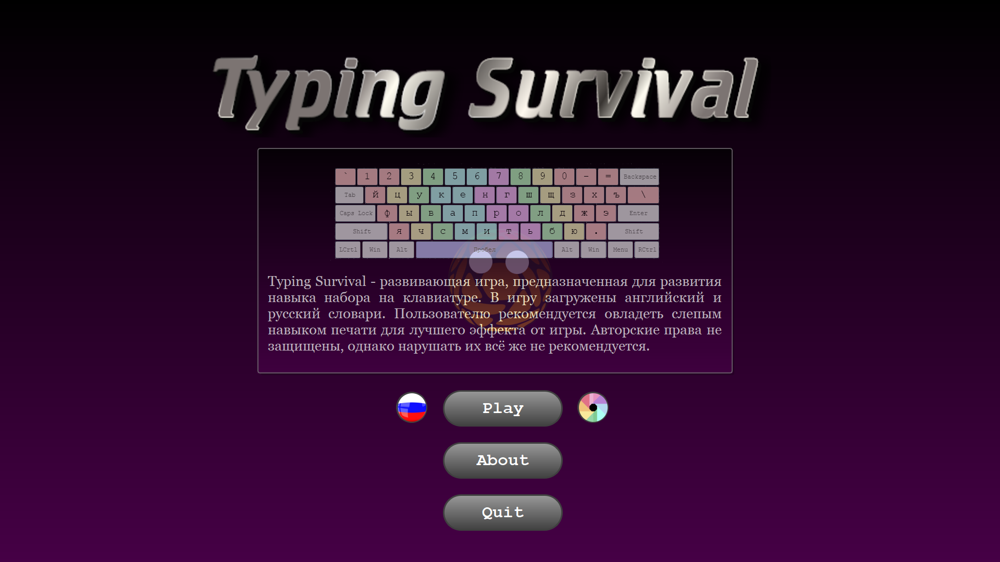 Typing Survival
` 1 2 3 4 5 6 7 8 9 0 - = Backspace
Tab й ц у к е н г ш щ з х ъ \
Caps Lock ф ы в а п р о л д ж э Enter
Shift я ч с м и т ь б ю . Shift
LCrtl Win Alt Пробел Alt Win Menu RCtrl
Typing Survival - развивающая игра, предназначенная для развития
навыка набора на клавиатуре. В игру загружены английский и
русский словари. Пользователю рекомендуется овладеть слепым
навыком печати для лучшего эффекта от игры. Авторские права не
защищены, однако нарушать их всё же не рекомендуется.
Play
About
Quit